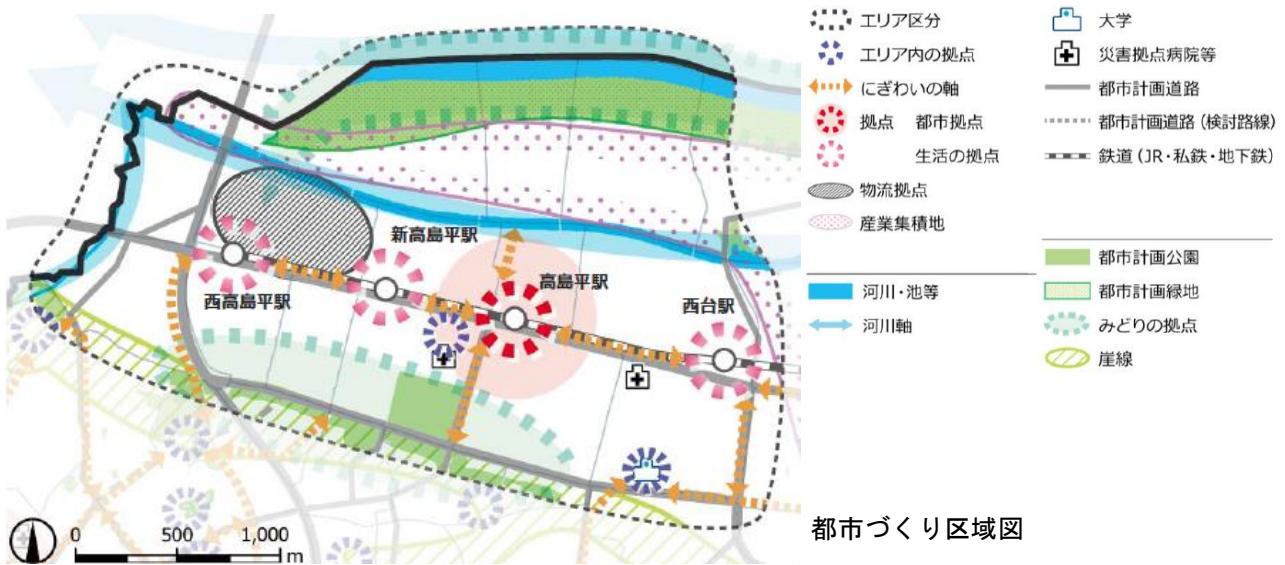 新高島平駅
高島平駅
西高島平駅
西台駅
0 500 1,000
m
エリア区分
エリア内の拠点
にぎわいの軸
拠点 都市拠点
生活の拠点
物流拠点
産業集積地
河川・池等
河川軸
大学
災害拠点病院等
都市計画道路
都市計画道路(検討路線)
鉄道(JR・私鉄・地下鉄)
都市計画公園
都市計画緑地
みどりの拠点
崖線
都市づくり区域図